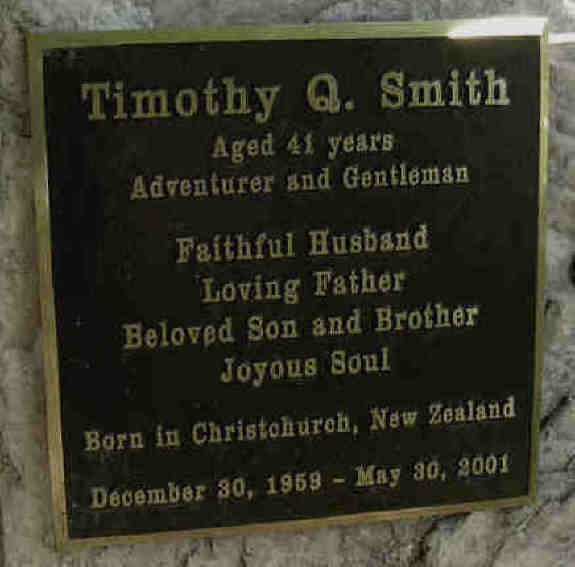 Timothy Q. Smith
Aged 41 years
Adventurer and Gentleman
Faithful Husband
Loving Father
Beloved Son and Brother
Joyous Soul
Born in Christchurch, New Zealand
December 30, 1959 - May 30, 2001